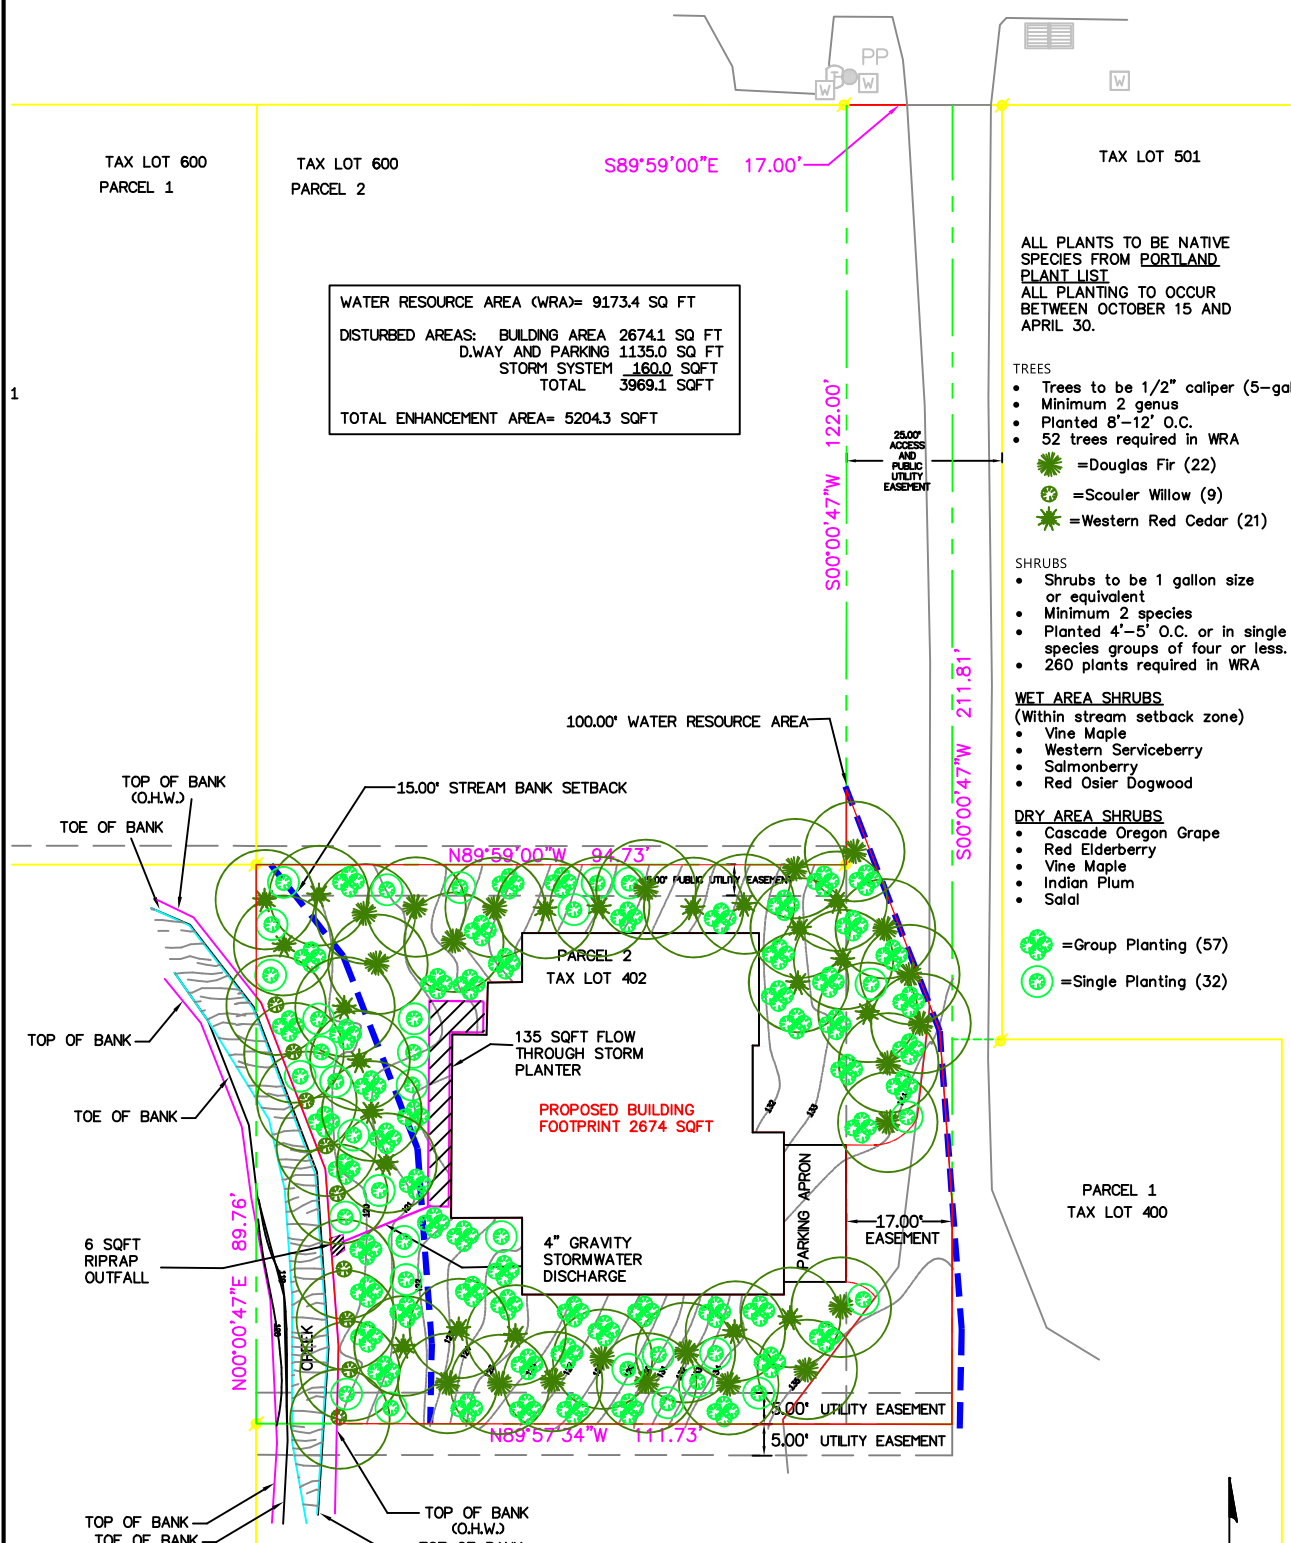 PP
W
W
W
S89°59'00"E 17.00'
TAX LOT 600
PARCEL 1
TAX LOT 600
PARCEL 2
TAX LOT 501
WATER RESOURCE AREA (WRA)= 9173.4 SQ FT
DISTURBED AREAS: BUILDING AREA 2674.1 SQ FT
D.WAY AND PARKING 1135.0 SQ FT
STORM SYSTEM 160.0 SQFT
TOTAL 3969.1 SQFT
TOTAL ENHANCEMENT AREA= 5204.3 SQFT
1
ALL PLANTS TO BE NATIVE
SPECIES FROM PORTLAND
PLANT LIST
ALL PLANTING TO OCCUR
BETWEEN OCTOBER 15 AND
APRIL 30.
TREES
• Trees to be 1/2" caliper (5-gal
• Minimum 2 genus
• Planted 8'-12' O.C.
• 52 trees required in WRA
=Douglas Fir (22)
=Scouler Willow (9)
=Western Red Cedar (21)
SHRUBS
• Shrubs to be 1 gallon size
or equivalent
• Minimum 2 species
• Planted 4'-5' O.C. or in single
species groups of four or less.
• 260 plants required in WRA
WET AREA SHRUBS
(Within stream setback zone)
• Vine Maple
• Western Serviceberry
• Salmonberry
• Red Osier Dogwood
DRY AREA SHRUBS
• Cascade Oregon Grape
• Red Elderberry
• Vine Maple
• Indian Plum
• Salal
=Group Planting (57)
=Single Planting (32)
S00°00'47"W 122.00'
25.00'
ACCESS
AND
PUBLIC
UTILITY
EASEMENT
S00°00'47"W 211.81'
100.00' WATER RESOURCE AREA
15.00' STREAM BANK SETBACK
TOP OF BANK
(O.H.W.)
TOE OF BANK
N89°59'00"W 94.73'
5.00' PUBLIC UTILITY EASEMENT
PARCEL 2
TAX LOT 402
TOP OF BANK
TOE OF BANK
135 SQFT FLOW
THROUGH STORM
PLANTER
PROPOSED BUILDING
FOOTPRINT 2674 SQFT
132
133
PARKING APRON
17.00'
EASEMENT
PARCEL 1
TAX LOT 400
N00°00'47"E 89.76'
6 SQFT
RIPRAP
OUTFALL
4" GRAVITY
STORMWATER
DISCHARGE
120
121
122
CREEK
5.00' UTILITY EASEMENT
5.00' UTILITY EASEMENT
N89°57'34"W 111.73'
TOP OF BANK
(O.H.W.)
TOP OF BANK
TOE OF BANK
TOE OF BANK